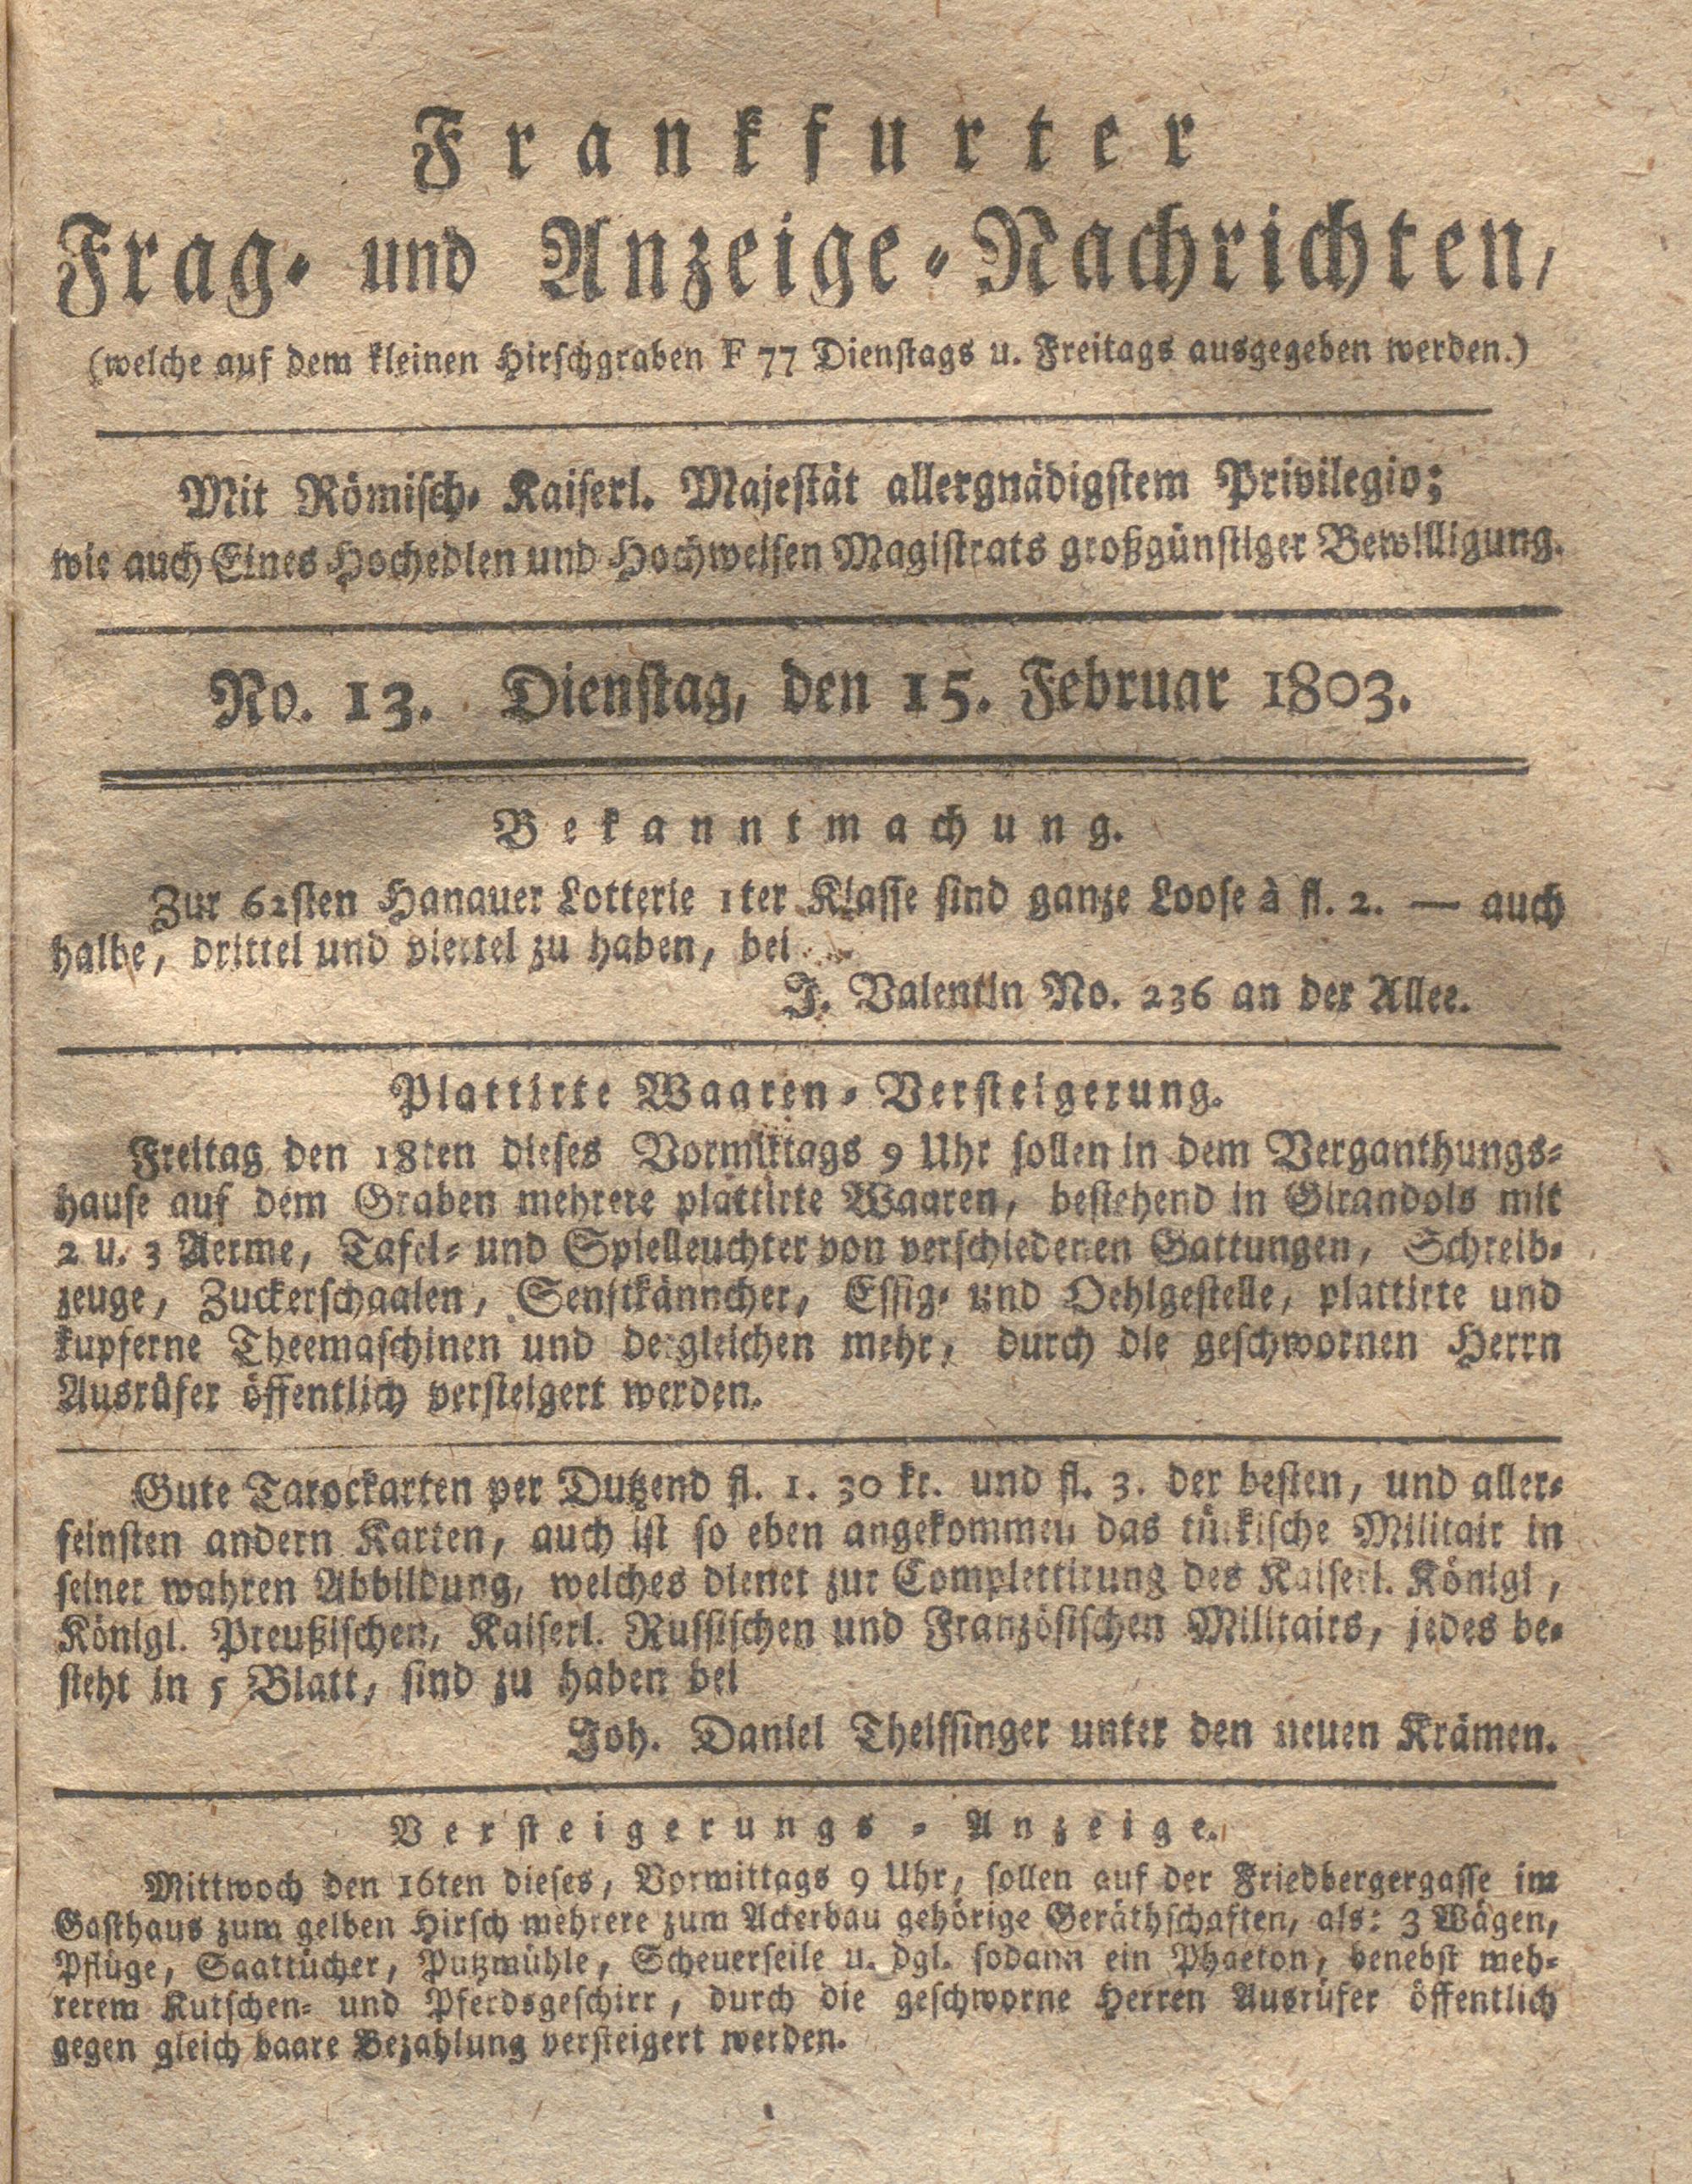 Frankfurter
Frag- und Anzeige-Nachrichten,
(welche auf dem kleinen Hirschgraben F 77 Dienstags u. Freitags ausgegeben werden.)
Mit Römisch- Kaiserl. Majestät allergnädigstem Privilegio;
wie auch Eines Hochedlen und Hochweisen Magistrats großgünstiger Bewilligung.
No. 13. Dienstag, den 15. Februar 1803.
Bekanntmachung.
Zur 62sten Hanauer Lotterie 1ter Klasse sind ganze Loose à fl. 2. — auch
halbe, drittel und viertel zu haben, bei
J. Valentin No. 236 an der Allee.
Plattirte Waaren-Versteigerung.
Freitag den 18ten dieses Vormittags 9 Uhr sollen in dem Verganthungs-
hause auf dem Graben mehrere plattirte Waaren, bestehend in Girandols mit
2 u. 3 Aerme, Tafel- und Spielleuchter von verschiedenen Gattungen, Schreib-
zeuge, Zuckerschaalen, Senftkänncher, Essig- und Oehlgestelle, plattirte und
kupferne Theemaschinen und dergleichen mehr, durch die geschwornen Herrn
Ausrüfer öffentlich versteigert werden.
Gute Tarockarten per Dutzend fl. 1. 30 kr. und fl. 3. der besten, und aller-
feinsten andern Karten, auch ist so eben angekommen das türkische Militair in
seiner wahren Abbildung, welches dienet zur Complettirung des Kaiserl. Königl,
Königl. Preußischen, Kaiserl. Russischen und Französischen Militairs, jedes be-
steht in 5 Blatt, sind zu haben bei
Joh. Daniel Theissinger unter den neuen Krämen.
Versteigerungs-Anzeige.
Mittwoch den 16ten dieses, Vormittags 9 Uhr, sollen auf der Friedbergergasse im
Gasthaus zum gelben Hirsch mehrere zum Ackerbau gehörige Geräthschaften, als: 3 Wägen,
Pflüge, Saattücher, Putzmühle, Scheuerseile u. dgl. sodann ein Phaeton, benebst meh-
rerem Kutschen- und Pferdsgeschirr, durch die geschworne Herren Ausrüfer öffentlich
gegen gleich baare Bezahlung versteigert werden.